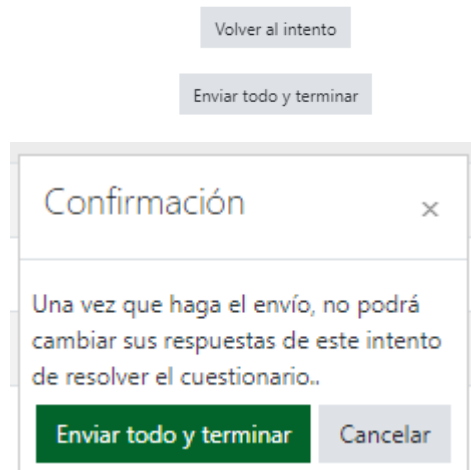 Volver al intento
Enviar todo y terminar
Confirmación ×
Una vez que haga el envío, no podrá
cambiar sus respuestas de este intento
de resolver el cuestionario..
Enviar todo y terminar Cancelar